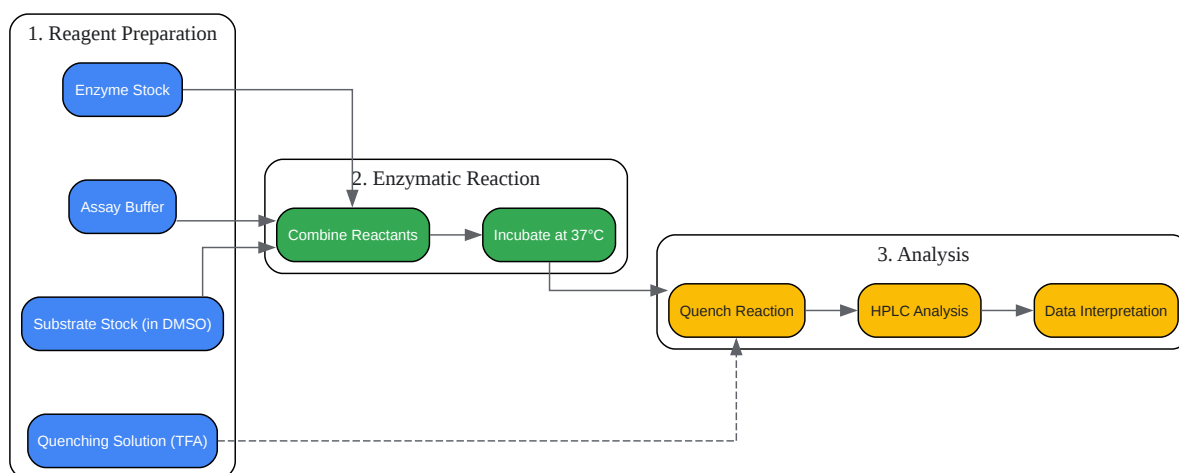 1. Reagent Preparation
Enzyme Stock
Assay Buffer
Substrate Stock (in DMSO)
Quenching Solution (TFA)
2. Enzymatic Reaction
Combine Reactants
Incubate at 37°C
3. Analysis
Quench Reaction
HPLC Analysis
Data Interpretation